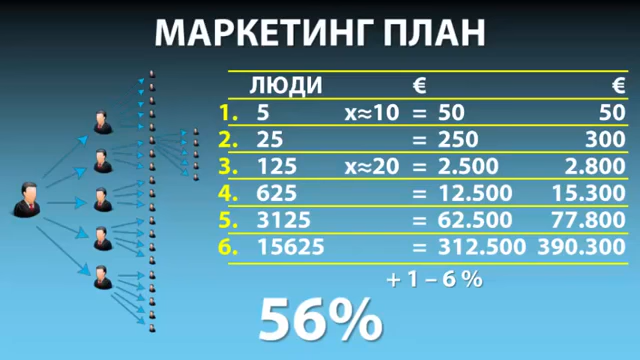 МАРКЕТИНГ ПЛАН
ЛЮДИ € €
1. 5 x≈10 = 50 50
2. 25 = 250 300
3. 125 x≈20 = 2.500 2.800
4. 625 = 12.500 15.300
5. 3125 = 62.500 77.800
6. 15625 = 312.500 390.300
+ 1 – 6 %
56%